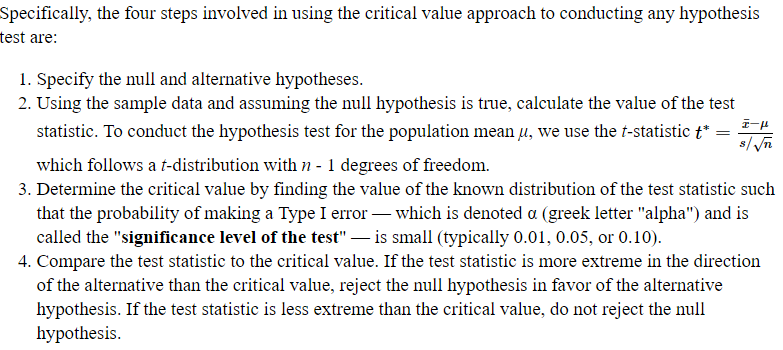 Specifically, the four steps involved in using the critical value approach to conducting any hypothesis
test are:
1. Specify the null and alternative hypotheses.
2. Using the sample data and assuming the null hypothesis is true, calculate the value of the test
statistic. To conduct the hypothesis test for the population mean μ, we use the t-statistic t* = x̄−μ / s/√n
which follows a t-distribution with n - 1 degrees of freedom.
3. Determine the critical value by finding the value of the known distribution of the test statistic such
that the probability of making a Type I error — which is denoted α (greek letter "alpha") and is
called the "significance level of the test" — is small (typically 0.01, 0.05, or 0.10).
4. Compare the test statistic to the critical value. If the test statistic is more extreme in the direction
of the alternative than the critical value, reject the null hypothesis in favor of the alternative
hypothesis. If the test statistic is less extreme than the critical value, do not reject the null
hypothesis.